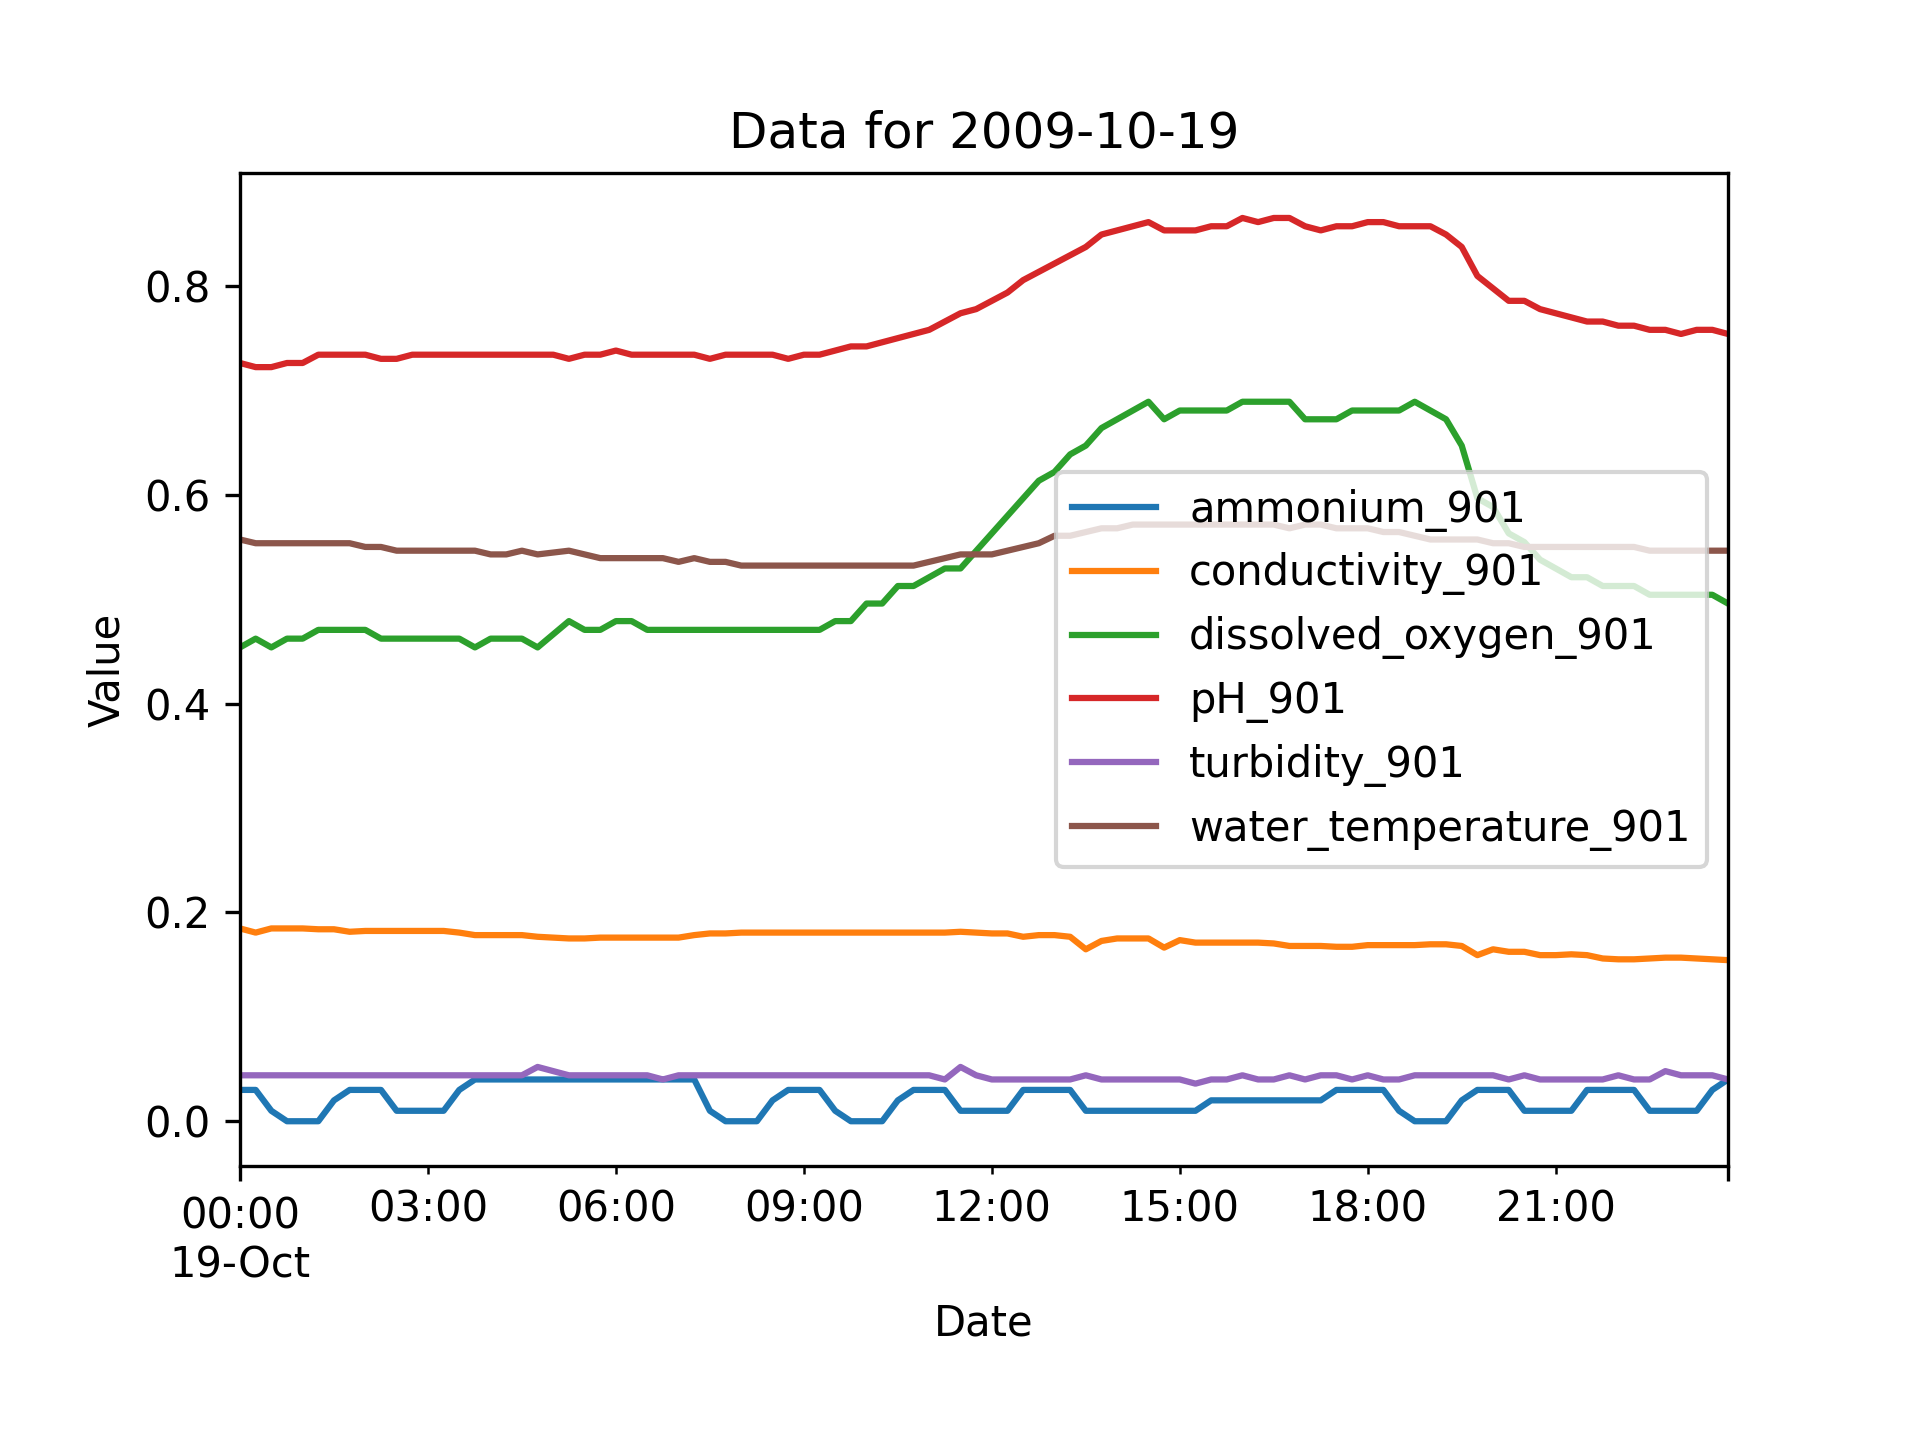 Data for 2009-10-19
Value
0.8
0.6
0.4
0.2
0.0
ammonium_901
conductivity_901
dissolved_oxygen_901
pH_901
turbidity_901
water_temperature_901
00:00 03:00 06:00 09:00 12:00 15:00 18:00 21:00
19-Oct
Date